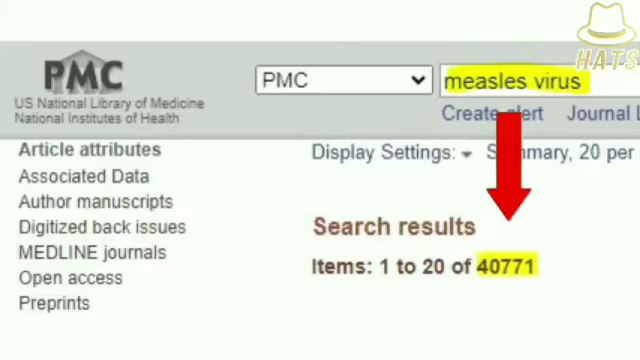 HATS
PMC
US National Library of Medicine
National Institutes of Health
PMC
measles virus
Create alert
Journal
Article attributes
Associated Data
Author manuscripts
Digitized back issues
MEDLINE journals
Open access
Preprints
Display Settings:
Summary, 20 per
Search results
Items: 1 to 20 of 40771